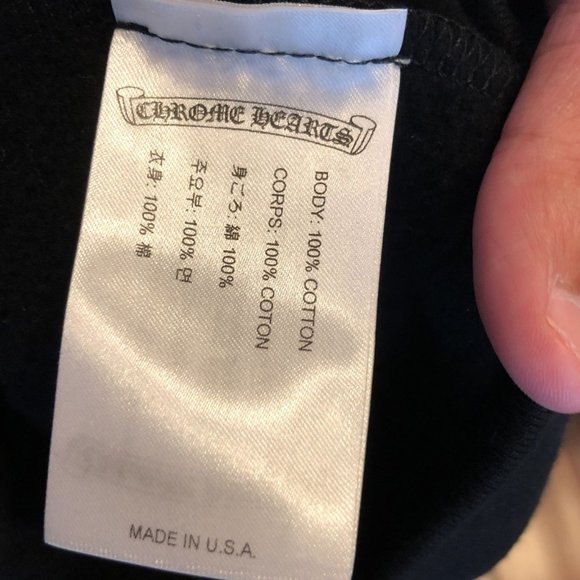 CHROME HEARTS
BODY: 100% COTTON
CORPS: 100% COTON
身ごろ: 綿 100%
주요부: 100% 면
衣身: 100% 棉
MADE IN U.S.A.